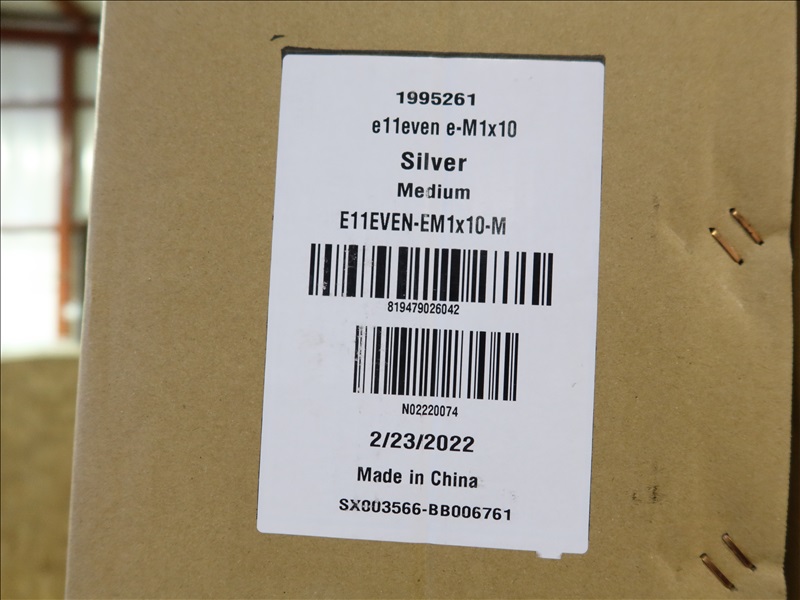 1995261
e11even e-M1x10
Silver
Medium
E11EVEN-EM1x10-M
819479026042
N02220074
2/23/2022
Made in China
SX003566-BB006761